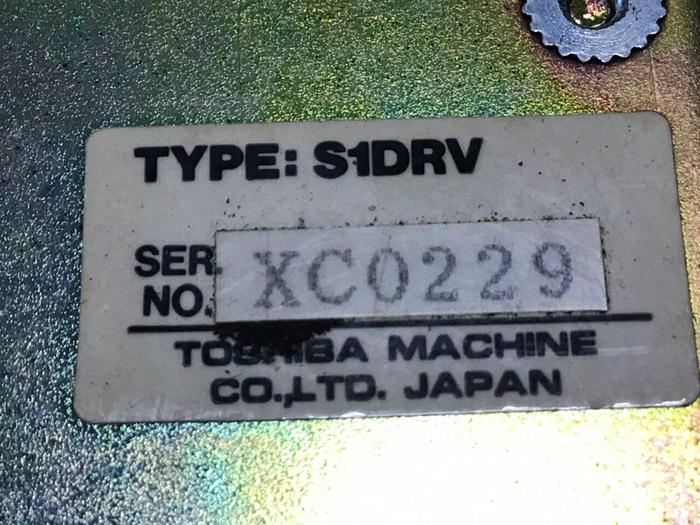 TYPE: S1DRV
SER. NO. XC0229
TOSHIBA MACHINE
CO.,LTD. JAPAN